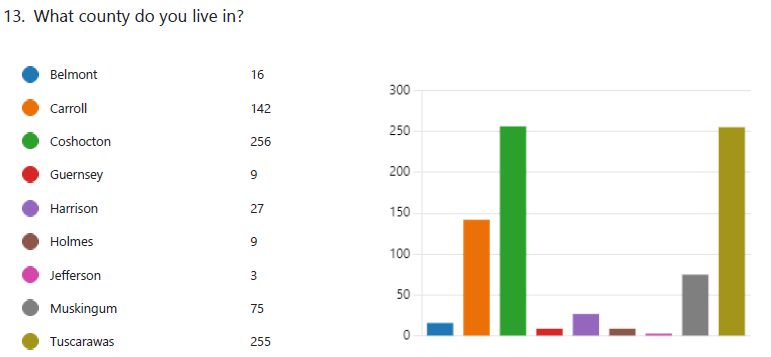 13. What county do you live in?
Belmont 16
Carroll 142
Coshocton 256
Guernsey 9
Harrison 27
Holmes 9
Jefferson 3
Muskingum 75
Tuscarawas 255
300
250
200
150
100
50
0